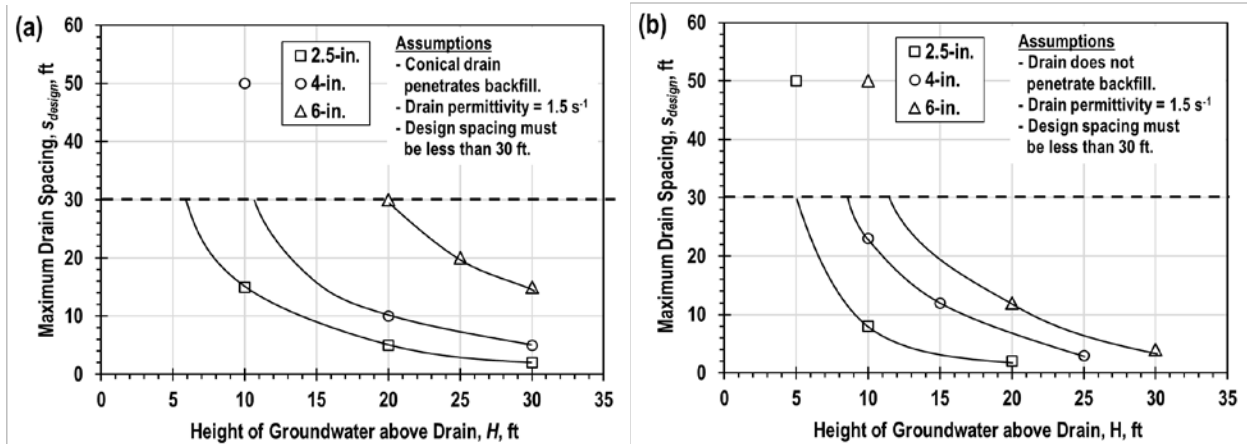 (a)
Maximum Drain Spacing, s_design, ft
60
50
40
30
20
10
0
2.5-in.
4-in.
6-in.
Assumptions
- Conical drain
penetrates backfill.
- Drain permittivity = 1.5 s⁻¹
- Design spacing must
be less than 30 ft.
0 5 10 15 20 25 30 35
Height of Groundwater above Drain, H, ft
(b)
Maximum Drain Spacing, s_design, ft
60
50
40
30
20
10
0
2.5-in.
4-in.
6-in.
Assumptions
- Drain does not
penetrate backfill.
- Drain permittivity = 1.5 s⁻¹
- Design spacing must
be less than 30 ft.
0 5 10 15 20 25 30 35
Height of Groundwater above Drain, H, ft